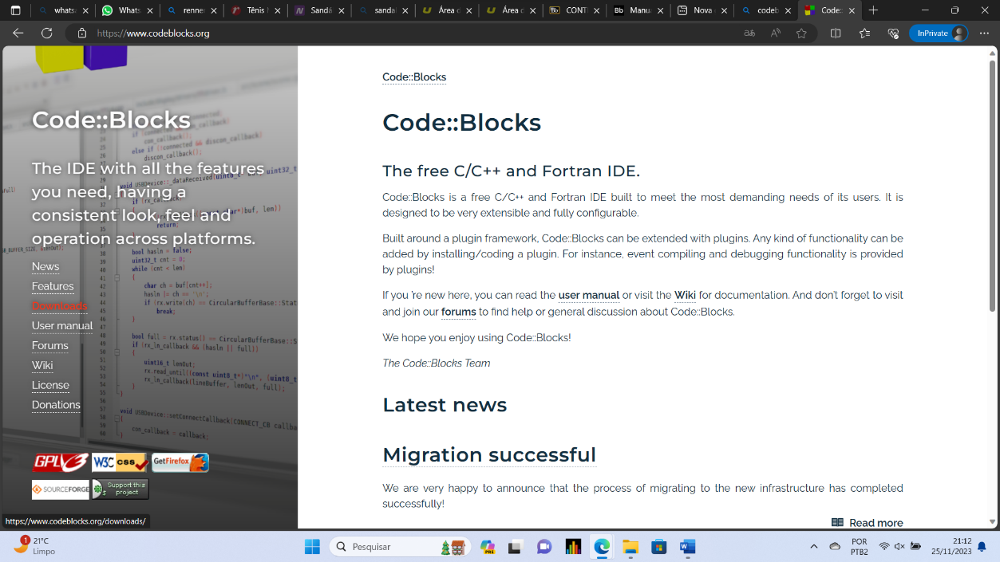 whatsa
Whats
renner
Tênis
Sandá
sandal
Área d
Área d
CONT
Bb Manua
Nova
codeb
Code::
https://www.codeblocks.org
InPrivate
Code::Blocks
The IDE with all the features
you need, having a
consistent look, feel and
operation across platforms.
News
Features
Downloads
User manual
Forums
Wiki
License
Donations
GPLV3
W3C css
GetFirefox
SOURCEFORGE
Support this
project
https://www.codeblocks.org/downloads/
Code::Blocks
Code::Blocks
The free C/C++ and Fortran IDE.
Code::Blocks is a free C/C++ and Fortran IDE built to meet the most demanding needs of its users. It is
designed to be very extensible and fully configurable.
Built around a plugin framework, Code::Blocks can be extended with plugins. Any kind of functionality can be
added by installing/coding a plugin. For instance, event compiling and debugging functionality is provided
by plugins!
If you 're new here, you can read the user manual or visit the Wiki for documentation. And don't forget to visit
and join our forums to find help or general discussion about Code::Blocks.
We hope you enjoy using Code::Blocks!
The Code::Blocks Team
Latest news
Migration successful
We are very happy to announce that the process of migrating to the new infrastructure has completed
successfully!
Read more
1
21°C
Limpo
Pesquisar
PRE
POR
PTB2
21:12
25/11/2023